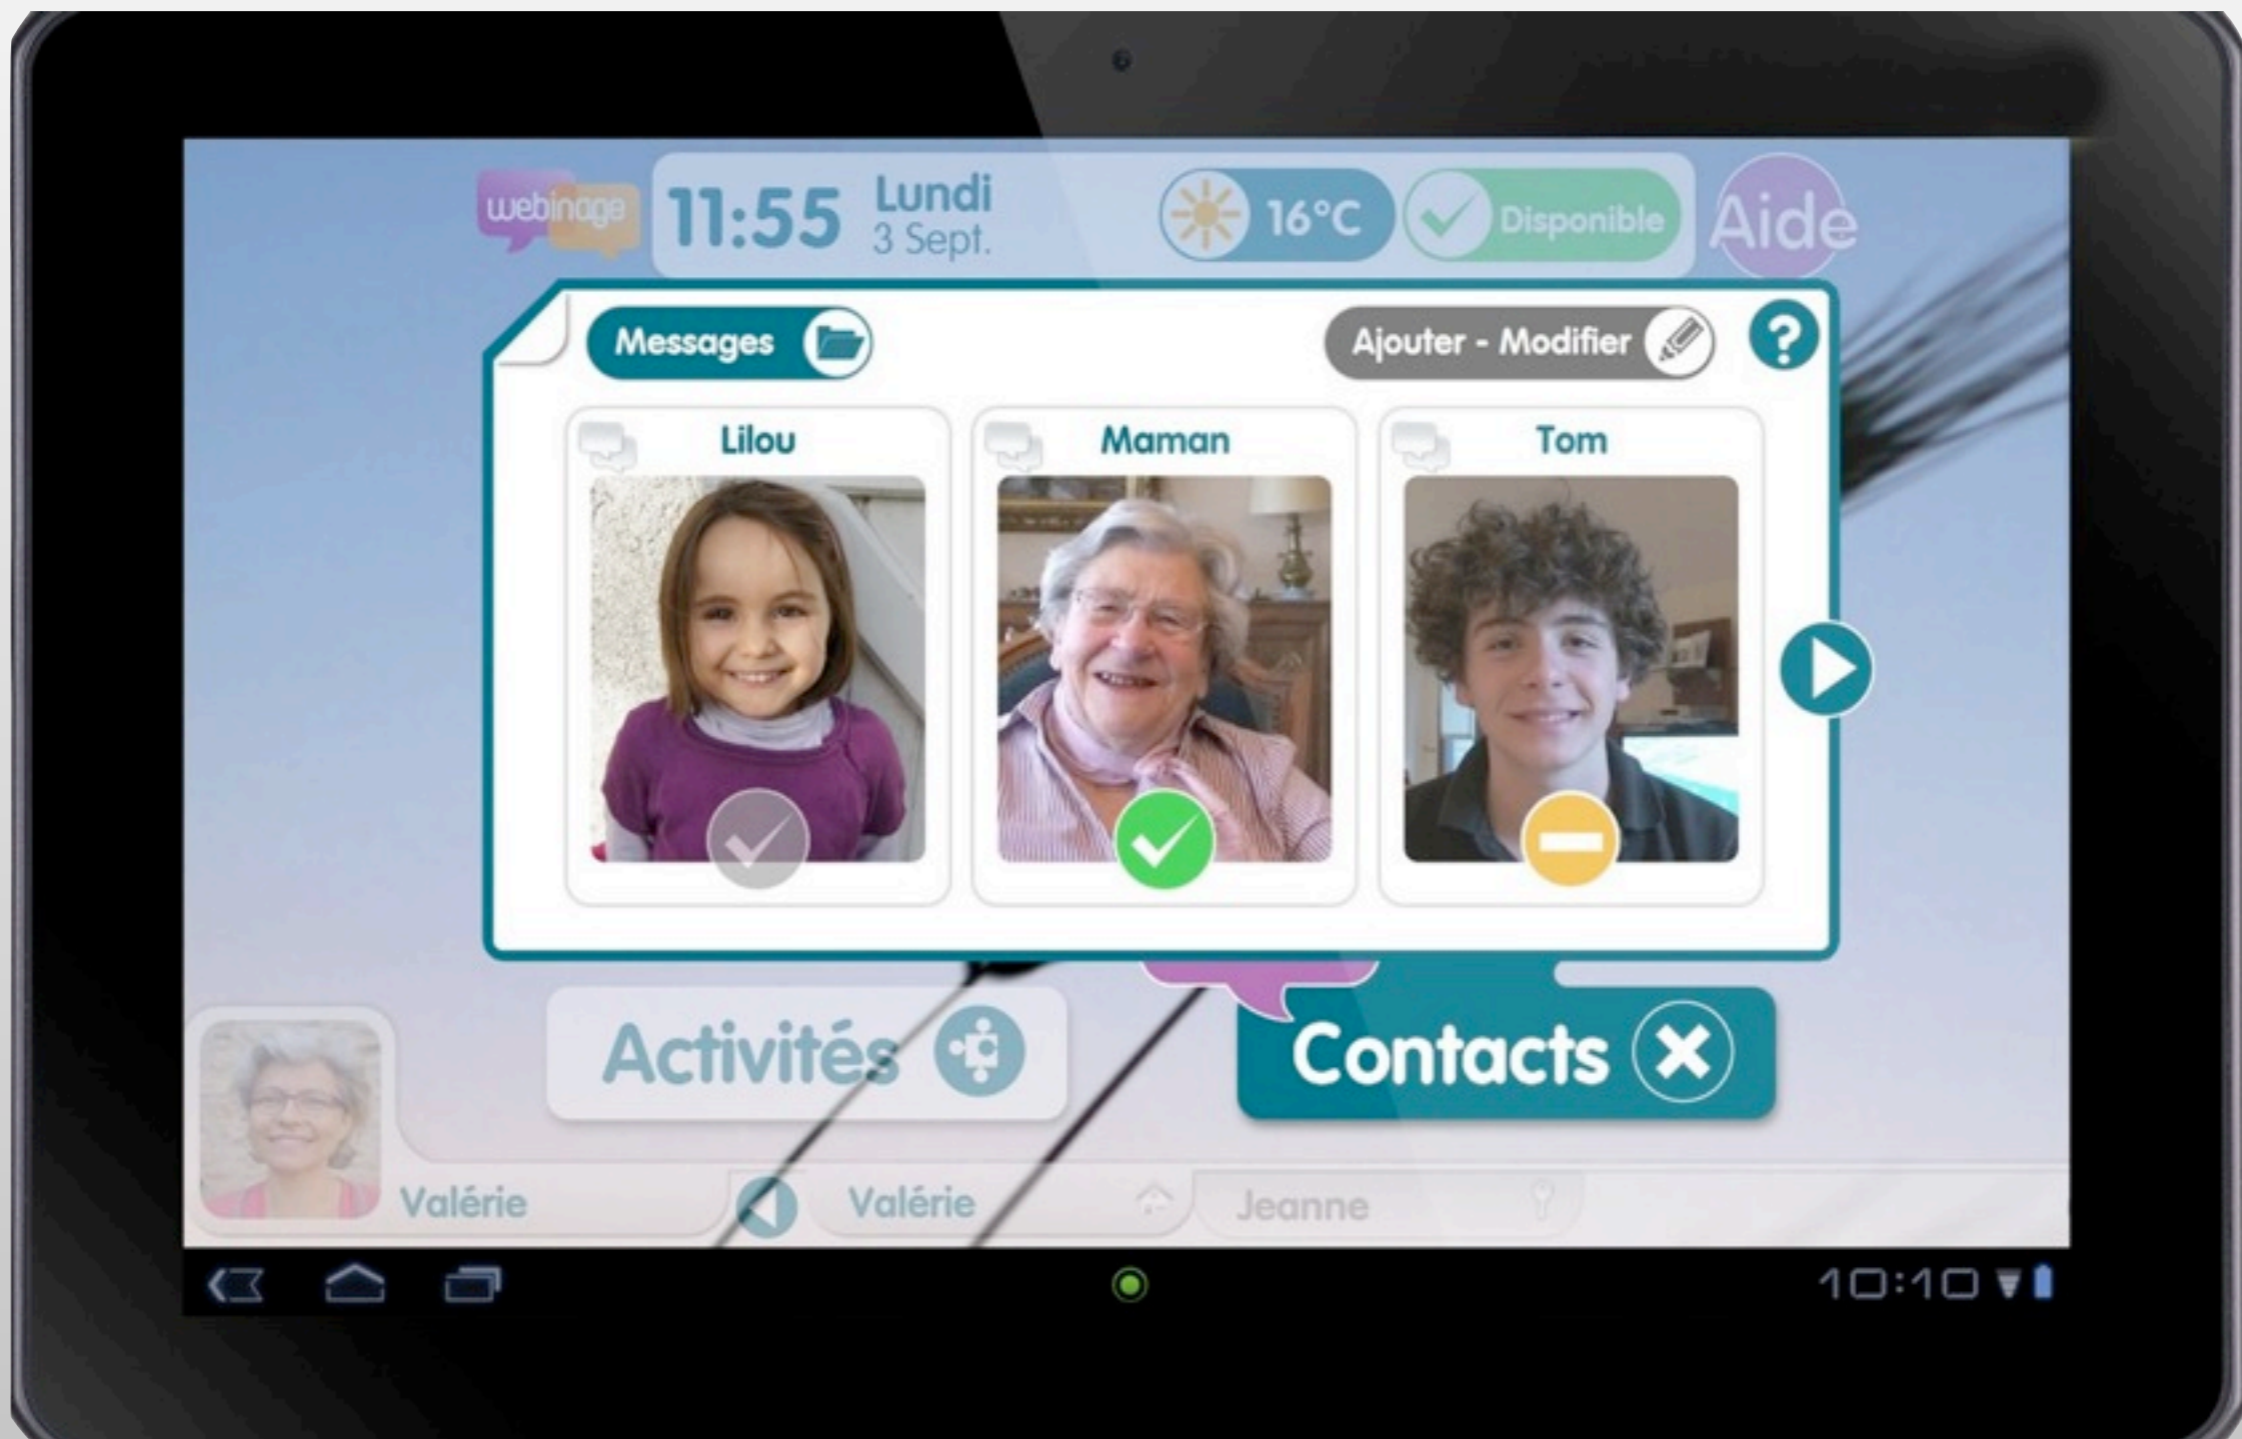 webinage
11:55
Lundi
3 Sept.
16°C
Disponible
Aide
Messages
Ajouter - Modifier
?
Lilou
Maman
Tom
Activités
Contacts
Valérie
Valérie
Jeanne
10:10